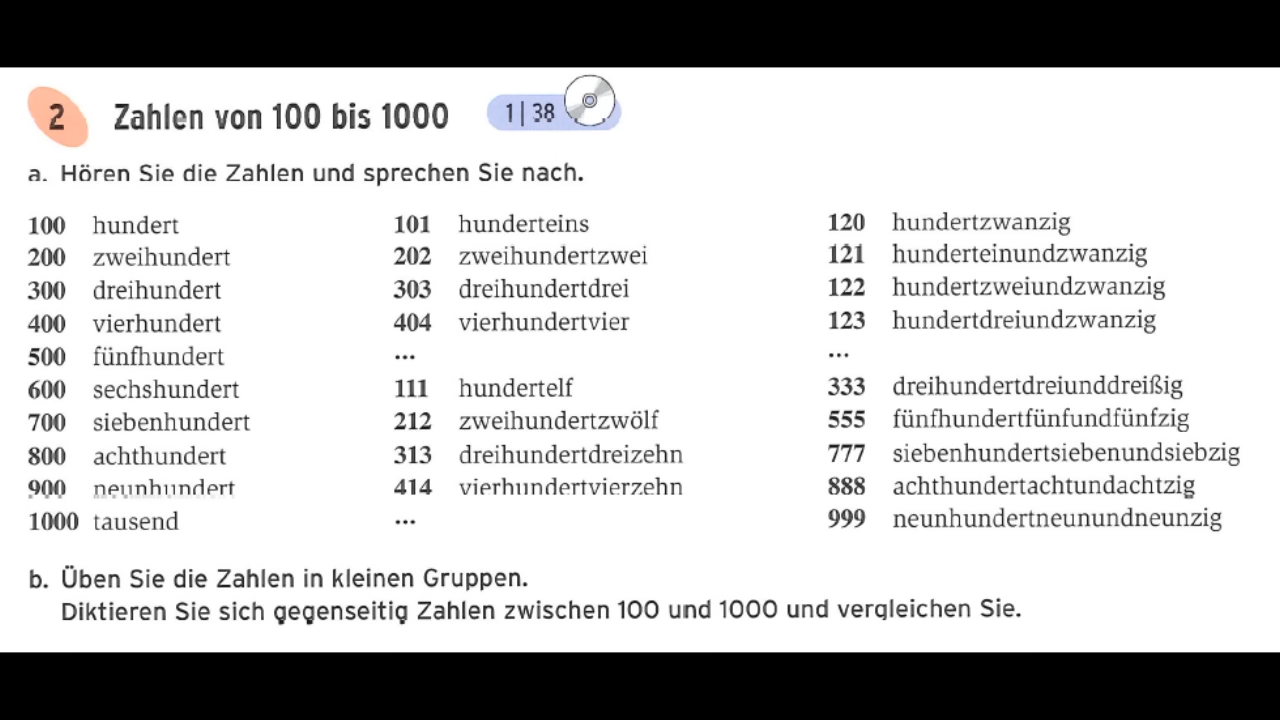 2 Zahlen von 100 bis 1000 1|38
a. Hören Sie die Zahlen und sprechen Sie nach.
100 hundert 101 hunderteins 120 hundertzwanzig
200 zweihundert 202 zweihundertzwei 121 hunderteinundzwanzig
300 dreihundert 303 dreihundertdrei 122 hundertzweiundzwanzig
400 vierhundert 404 vierhundertvier 123 hundertdreiundzwanzig
500 fünfhundert ... ...
600 sechshundert 111 hundertelf 333 dreihundertdreiunddreißig
700 siebenhundert 212 zweihundertzwölf 555 fünfhundertfünfundfünfzig
800 achthundert 313 dreihundertdreizehn 777 siebenhundertsiebenundsiebzig
900 neunhundert 414 vierhundertvierzehn 888 achthundertachtundachtzig
1000 tausend ... 999 neunhundertneunundneunzig
b. Üben Sie die Zahlen in kleinen Gruppen.
Diktieren Sie sich gegenseitig Zahlen zwischen 100 und 1000 und vergleichen Sie.